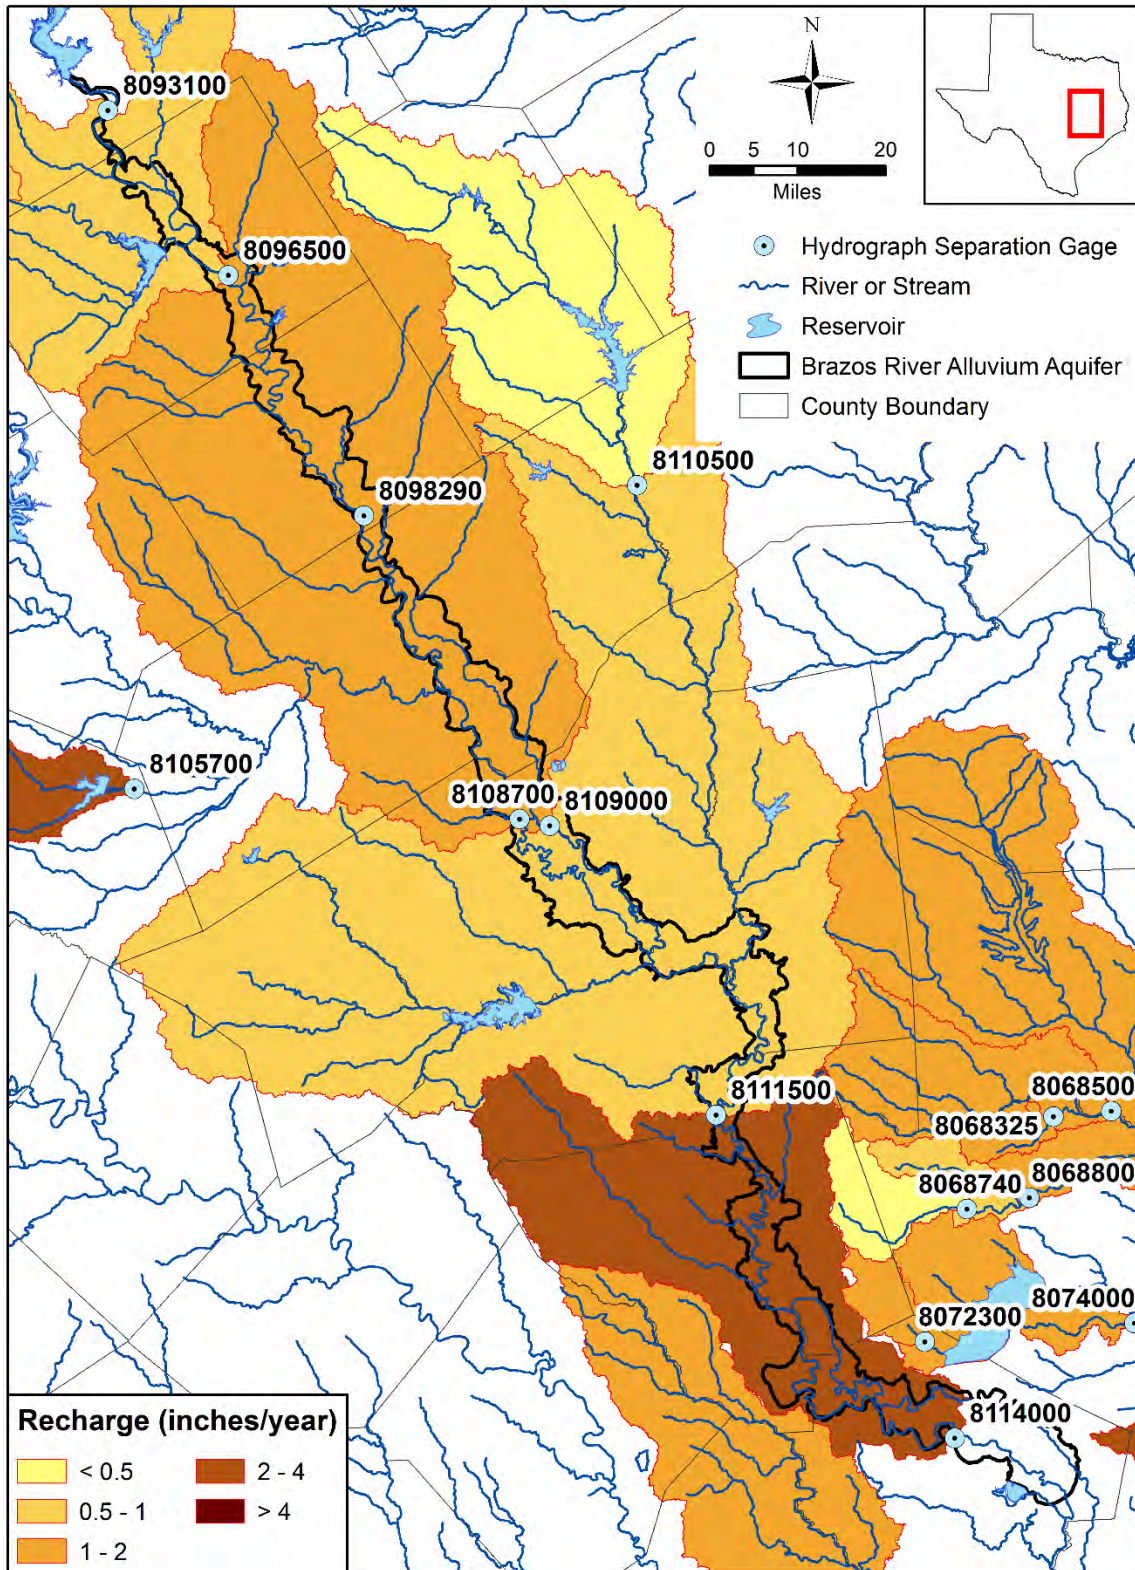 8093100
N
0 5 10 20
Miles
8096500
Hydrograph Separation Gage
River or Stream
Reservoir
Brazos River Alluvium Aquifer
County Boundary
8110500
8098290
8105700
8108700
8109000
8111500
8068500
8068325
8068740
8068800
8074000
8072300
8114000
Recharge (inches/year)
< 0.5
2 - 4
0.5 - 1
> 4
1 - 2